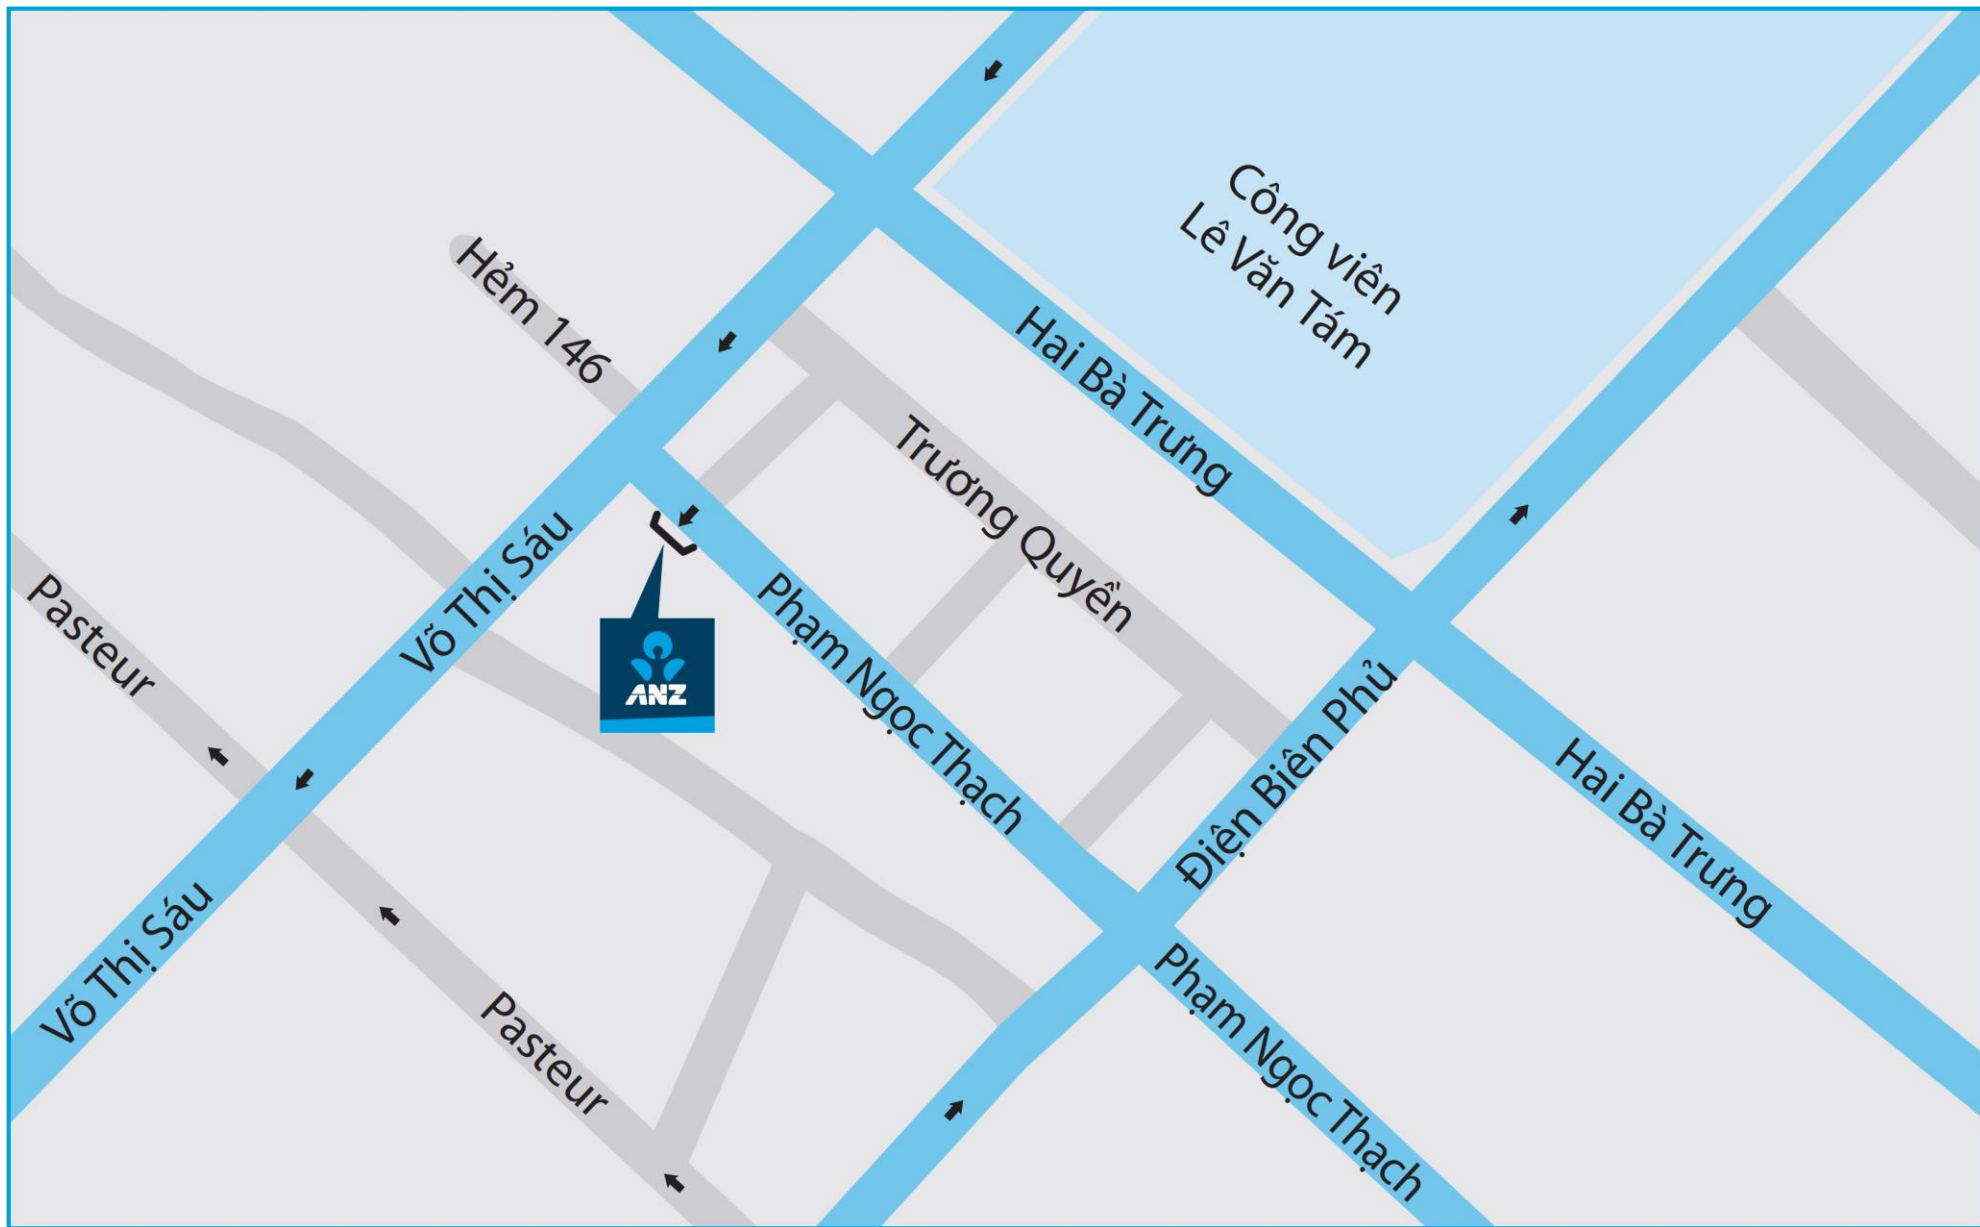 Công viên
Lê Văn Tám
Hẻm 146
Hai Bà Trưng
Trương Quyền
Võ Thị Sáu
Pasteur
Phạm Ngọc Thạch
ANZ
Điện Biên Phủ
Hai Bà Trưng
Võ Thị Sáu
Pasteur
Phạm Ngọc Thạch